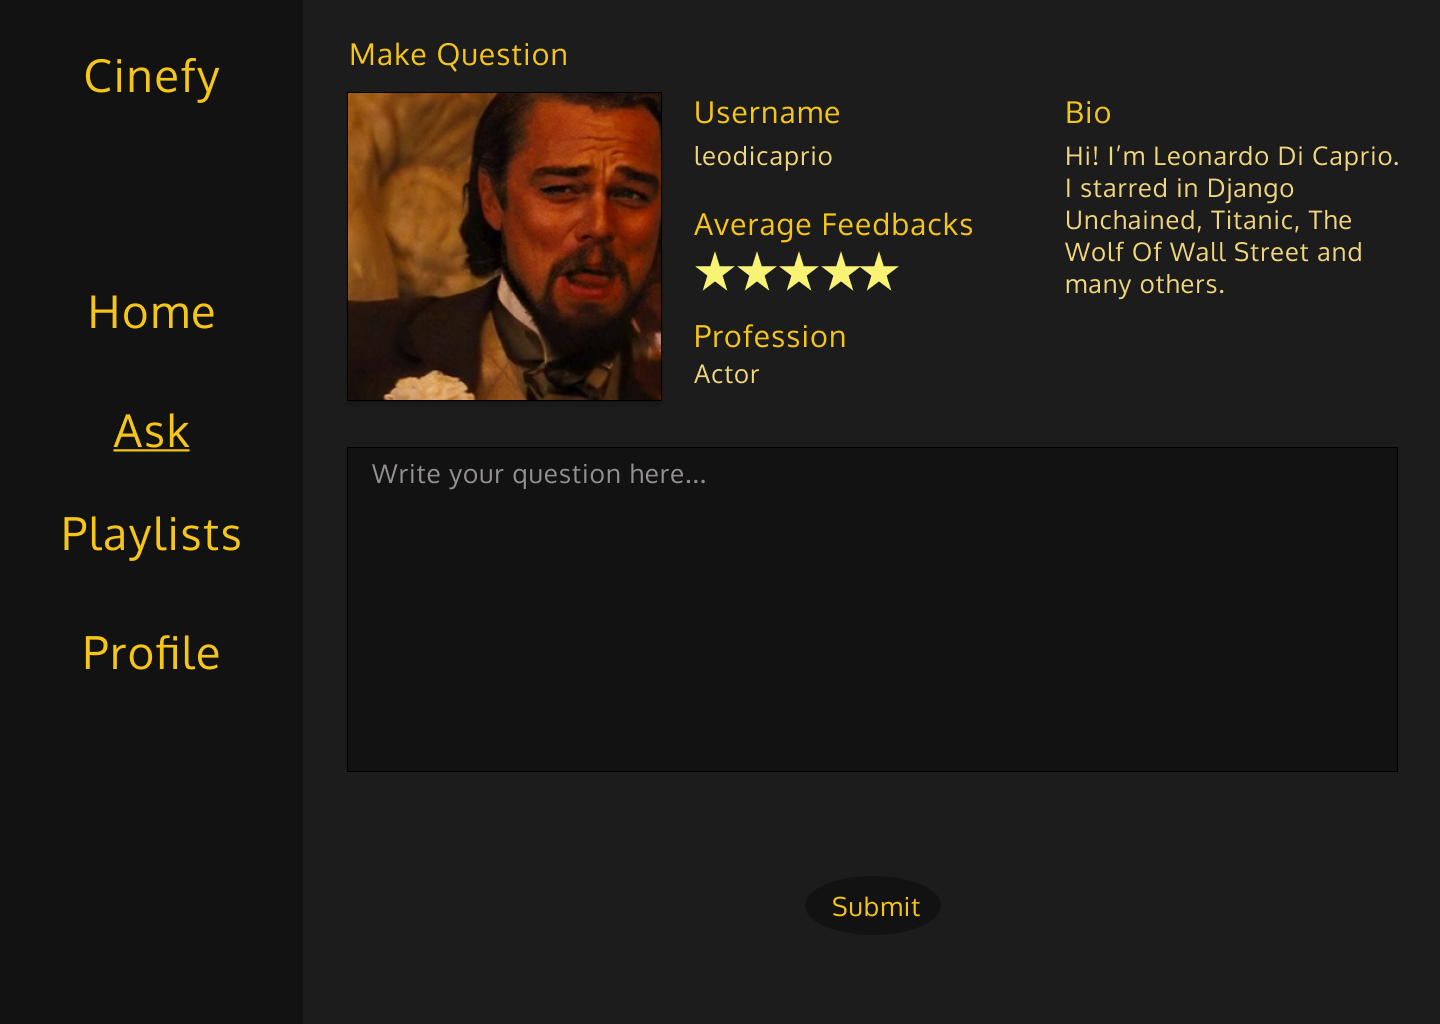 Cinefy
Home
Ask
Playlists
Profile
Make Question
Username
leodicaprio
Average Feedbacks
Profession
Actor
Bio
Hi! I’m Leonardo Di Caprio.
I starred in Django
Unchained, Titanic, The
Wolf Of Wall Street and
many others.
Write your question here...
Submit